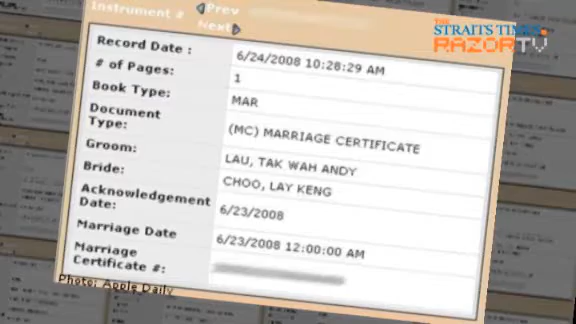 THE
STRAITS TIMES
RAZORTV
Instrument #
Prev
Next
Record Date :
6/24/2008 10:28:29 AM
# of Pages:
1
Book Type:
MAR
Document
Type:
(MC) MARRIAGE CERTIFICATE
Groom:
LAU, TAK WAH ANDY
Bride:
CHOO, LAY KENG
Acknowledgement
Date:
6/23/2008
Marriage Date
6/23/2008 12:00:00 AM
Marriage
Certificate #:
Photo: Apple Daily